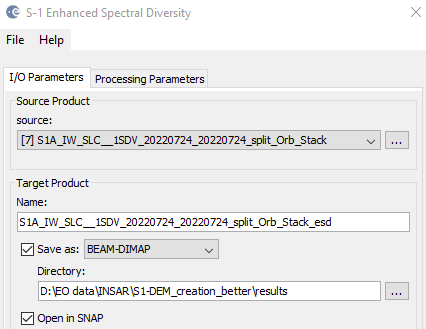 S-1 Enhanced Spectral Diversity
File Help
I/O Parameters Processing Parameters
Source Product
source:
[7] S1A_IW_SLC__1SDV_20220724_20220724_split_Orb_Stack ...
Target Product
Name:
S1A_IW_SLC__1SDV_20220724_20220724_split_Orb_Stack_esd
Save as: BEAM-DIMAP
Directory:
D:\EO data\INSAR\S1-DEM_creation_better\results ...
Open in SNAP